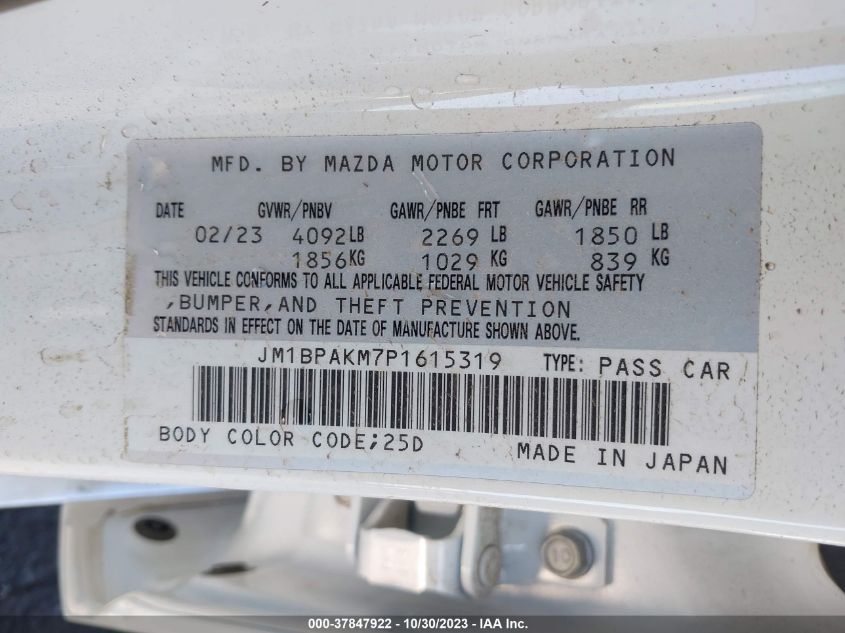 MFD. BY MAZDA MOTOR CORPORATION
DATE GVWR/PNBV GAWR/PNBE FRT GAWR/PNBE RR
02/23 4092LB 2269 LB 1850 LB
1856KG 1029 KG 839 KG
THIS VEHICLE CONFORMS TO ALL APPLICABLE FEDERAL MOTOR VEHICLE SAFETY
,BUMPER,AND THEFT PREVENTION
STANDARDS IN EFFECT ON THE DATE OF MANUFACTURE SHOWN ABOVE.
JM1BPAKM7P1615319 TYPE: PASS CAR
BODY COLOR CODE;25D
MADE IN JAPAN
10
000-37847922 - 10/30/2023 - IAA Inc.